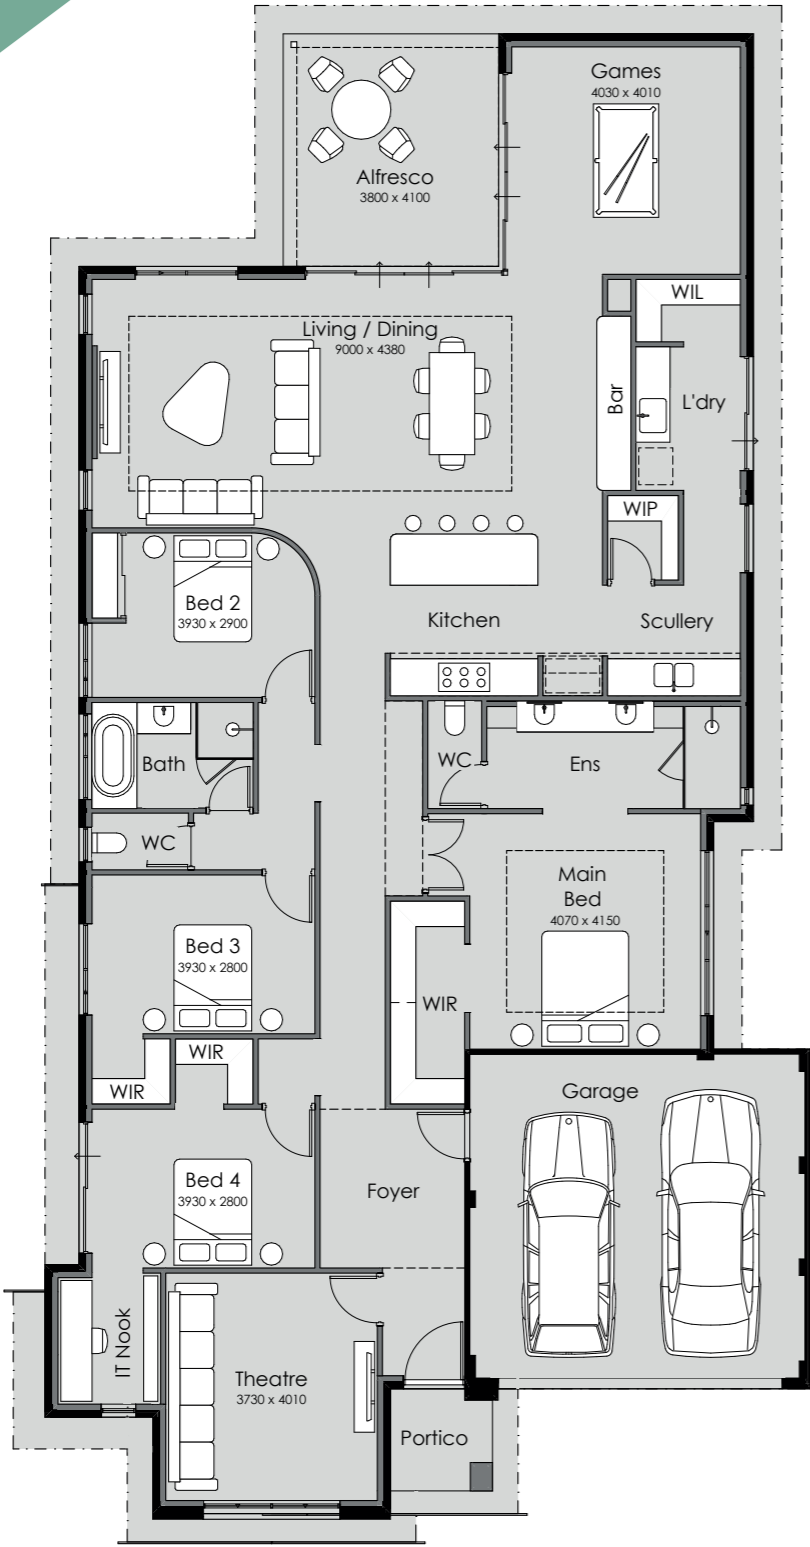 Games
4030 x 4010
Alfresco
3800 x 4100
WIL
Living / Dining
9000 x 4380
Bar
L'dry
WIP
Bed 2
3930 x 2900
Kitchen
Scullery
Bath
WC
Ens
WC
Main
Bed
4070 x 4150
Bed 3
3930 x 2800
WIR
WIR
WIR
Garage
Bed 4
3930 x 2800
Foyer
IT Nook
Theatre
3730 x 4010
Portico